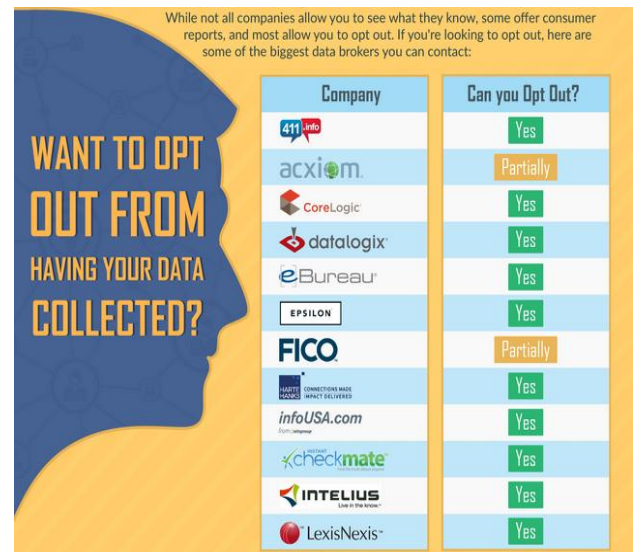 While not all companies allow you to see what they know, some offer consumer
reports, and most allow you to opt out. If you're looking to opt out, here are
some of the biggest data brokers you can contact:
WANT TO OPT
OUT FROM
HAVING YOUR DATA
COLLECTED?
Company Can you Opt Out?
411 .info Yes
acxiom Partially
CoreLogic Yes
datalogix Yes
eBureau Yes
EPSILON Yes
FICO Partially
HARTE HANKS CONNECTIONS MADE IMPACT DELIVERED Yes
infoUSA.com Yes
INSTANT checkmate Yes
INTELIUS Live in the know. Yes
LexisNexis Yes